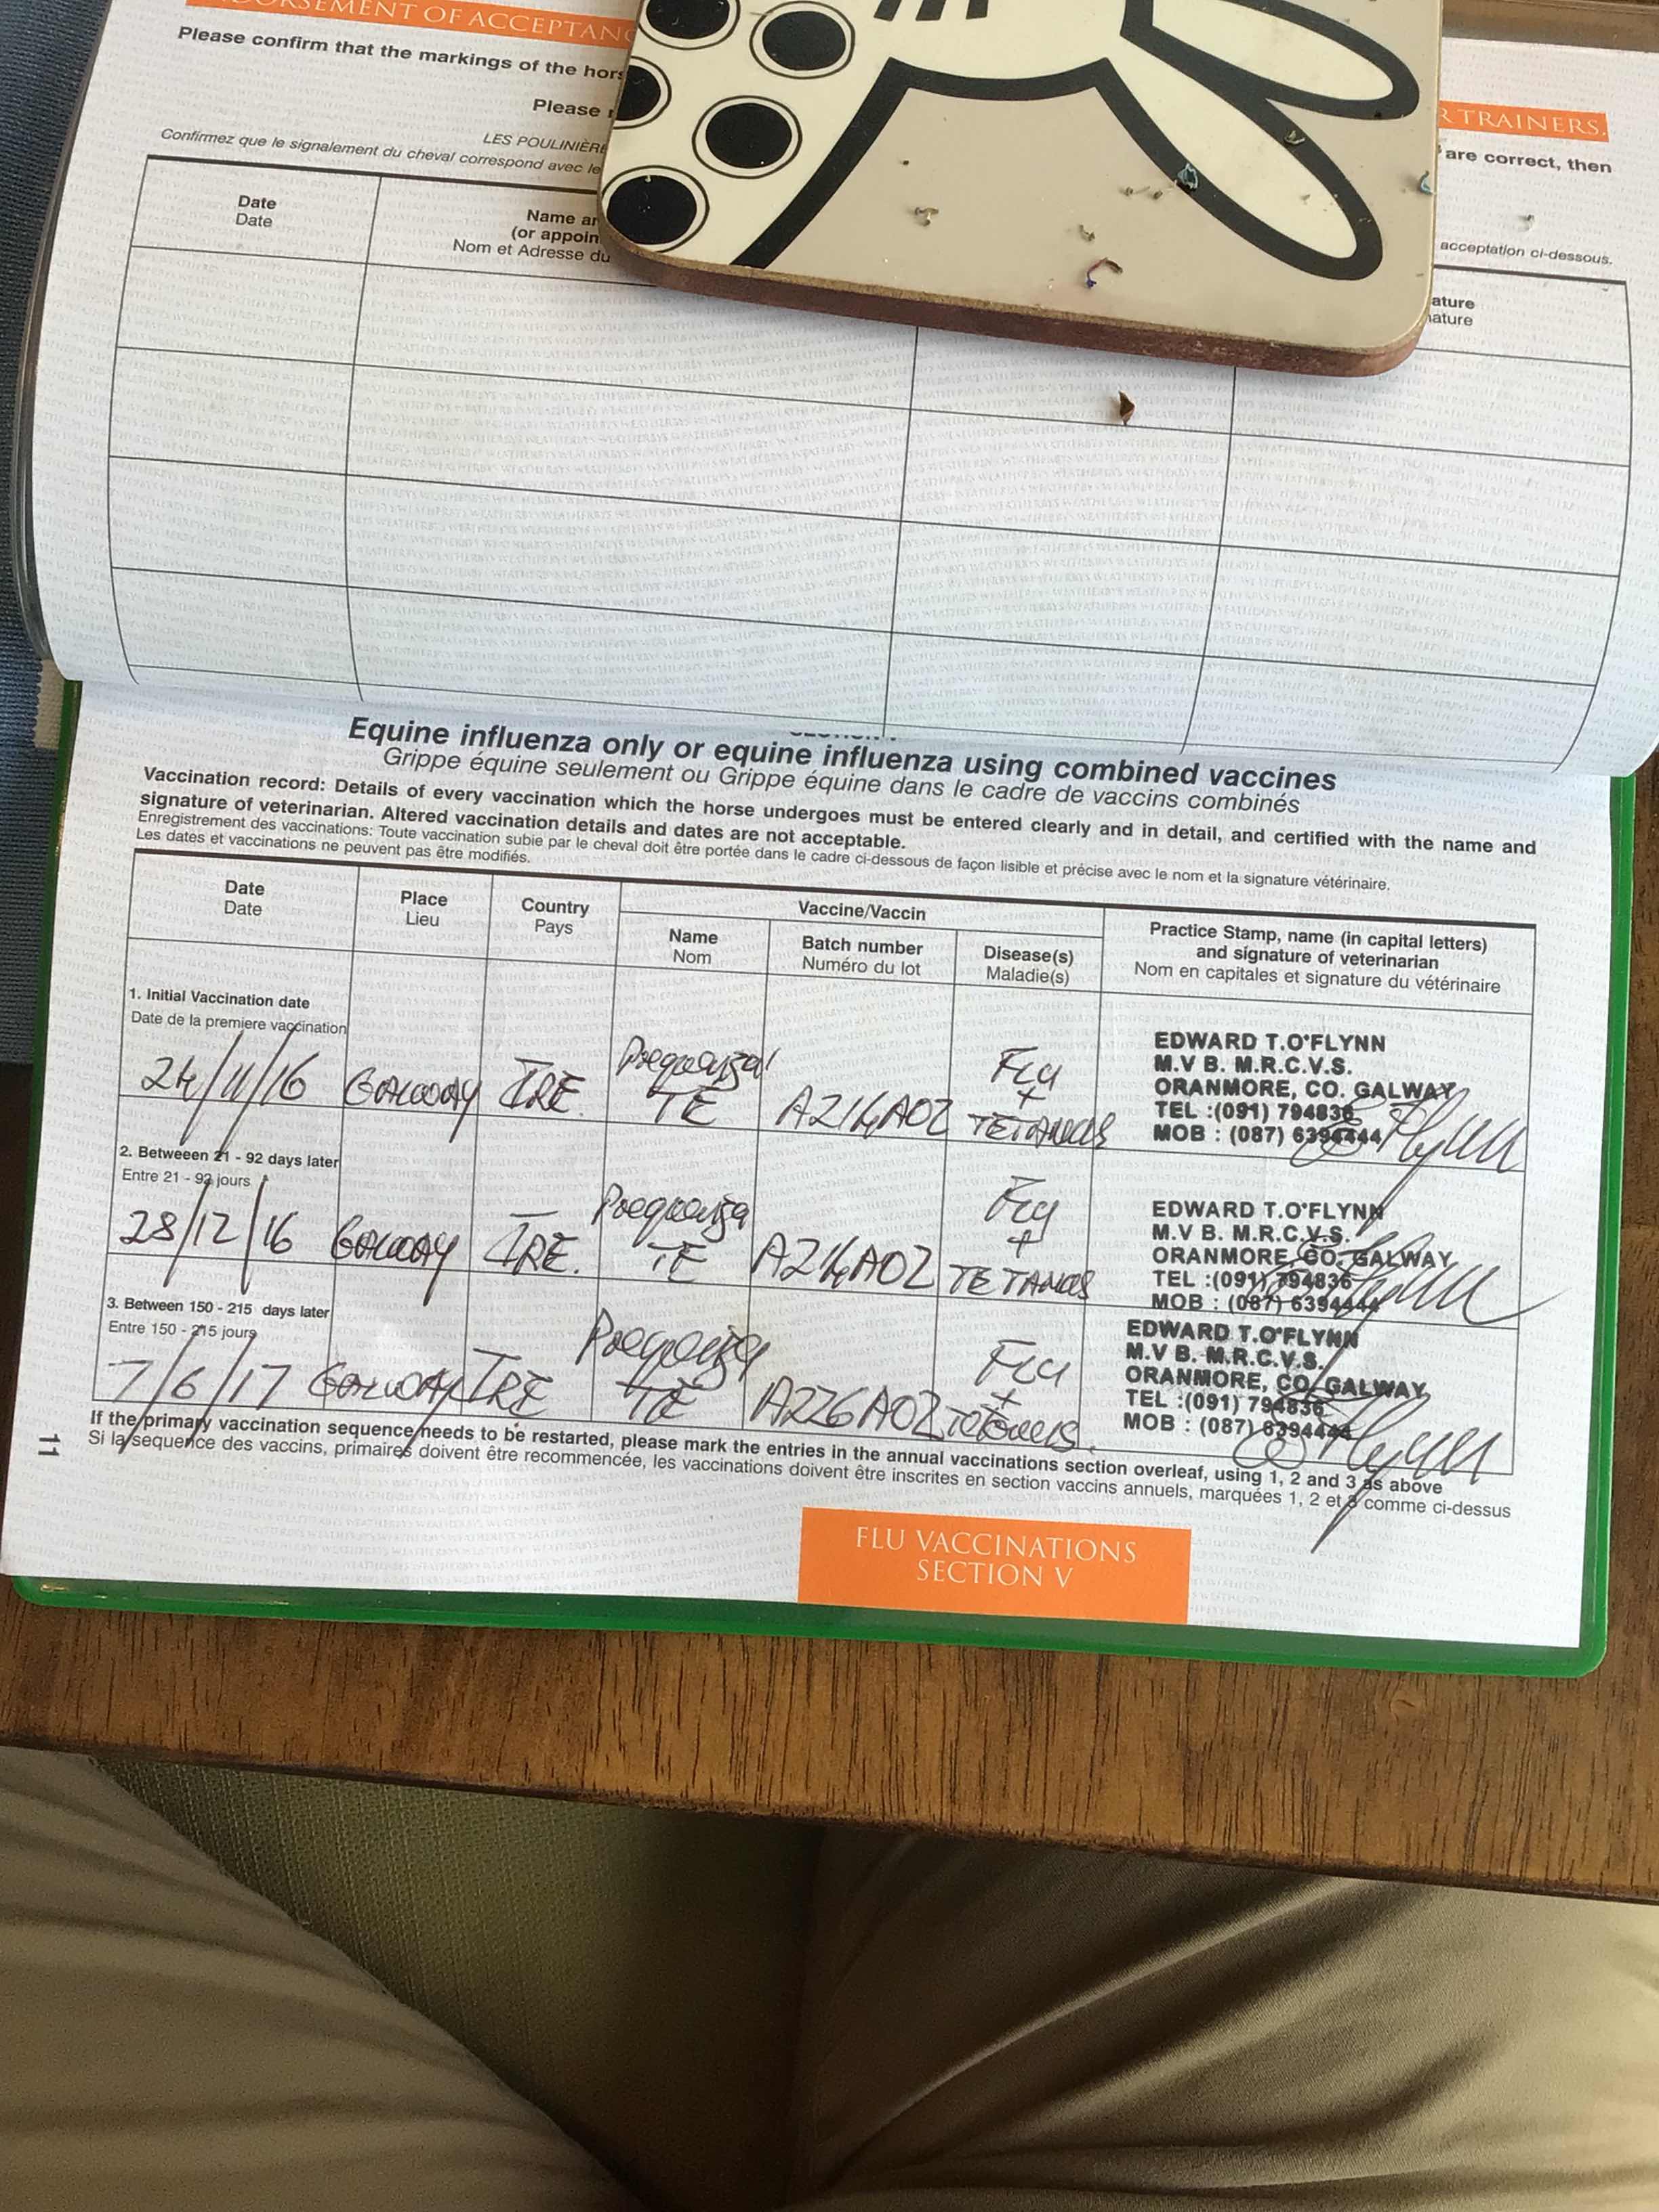 ORSEMENT OF ACCEPTANC
R TRAINERS.
Please confirm that the markings of the hors
are correct, then
Please
LES POULINIÈRE
Confirmez que le signalement du cheval correspond avec le
acceptation ci-dessous.
Date
Date
Name an
(or appoin
Nom et Adresse du
ature
ature
Equine influenza only or equine influenza using combined vaccines
Grippe équine seulement ou Grippe équine dans le cadre de vaccins combinés
Vaccination record: Details of every vaccination which the horse undergoes must be entered clearly and in detail, and certified with the name and
signature of veterinarian. Altered vaccination details and dates are not acceptable.
Enregistrement des vaccinations: Toute vaccination subie par le cheval doit être portée dans le cadre ci-dessous de façon lisible et précise avec le nom et la signature vétérinaire.
Les dates et vaccinations ne peuvent pas être modifiés.
Date
Date
Place
Lieu
Country
Pays
Vaccine/Vaccin
Name
Nom
Batch number
Numéro du lot
Disease(s)
Maladie(s)
Practice Stamp, name (in capital letters)
and signature of veterinarian
Nom en capitales et signature du vétérinaire
1. Initial Vaccination date
Date de la premiere vaccination
24/11/16 GALWAY IRE. Proequenza TE A214A02 Flu + TETANUS
EDWARD T.O'FLYNN
M.V B. M.R.C.V.S.
ORANMORE, CO. GALWAY
TEL :(091) 794836
MOB : (087) 6394444
2. Betweeen 21 - 92 days later
Entre 21 - 92 jours
28/12/16 GALWAY IRE. Proequenza TE A214A02 Flu + TETANUS
EDWARD T.O'FLYNN
M.V B. M.R.C.V.S.
ORANMORE, CO. GALWAY
TEL :(091) 794836
MOB : (087) 6394444
3. Between 150 - 215 days later
Entre 150 - 215 jours
7/6/17 GALWAY IRE Proequenza TE A226A02 Flu + Tetanus.
EDWARD T.O'FLYNN
M.V B. M.R.C.V.S.
ORANMORE, CO. GALWAY
TEL :(091) 794836
MOB : (087) 6394444
If the primary vaccination sequence needs to be restarted, please mark the entries in the annual vaccinations section overleaf, using 1, 2 and 3 as above
Si la sequence des vaccins, primaires doivent être recommencée, les vaccinations doivent être inscrites en section vaccins annuels, marquées 1, 2 et 3 comme ci-dessus
11
FLU VACCINATIONS
SECTION V